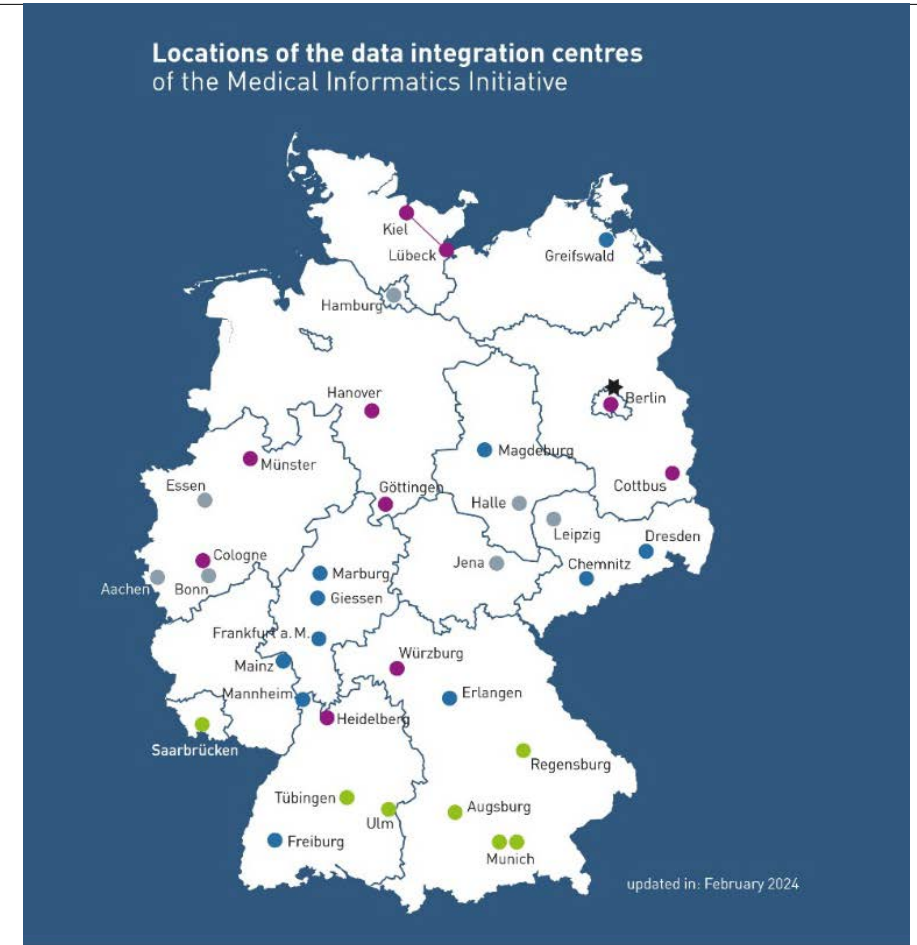 Locations of the data integration centres
of the Medical Informatics Initiative
Kiel
Lübeck
Greifswald
Hamburg
Hanover
Berlin
Münster
Magdeburg
Essen
Göttingen
Cottbus
Halle
Leipzig
Dresden
Cologne
Jena
Chemnitz
Aachen
Bonn
Marburg
Giessen
Frankfurt a. M.
Mainz
Würzburg
Mannheim
Erlangen
Heidelberg
Saarbrücken
Regensburg
Tübingen
Augsburg
Ulm
Freiburg
Munich
updated in: February 2024